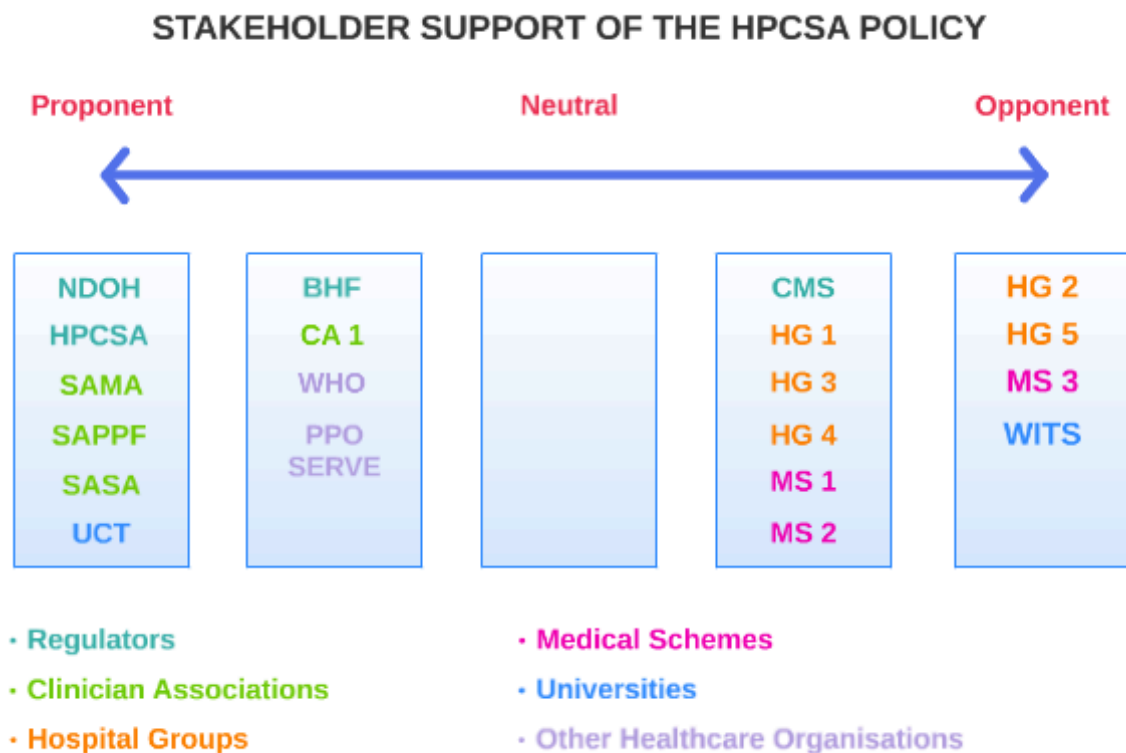 STAKEHOLDER SUPPORT OF THE HPCSA POLICY
Proponent
Neutral
Opponent
NDOH
HPCSA
SAMA
SAPPF
SASA
UCT
BHF
CA 1
WHO
PPO
SERVE
CMS
HG 1
HG 3
HG 4
MS 1
MS 2
HG 2
HG 5
MS 3
WITS
· Regulators
· Clinician Associations
· Hospital Groups
· Medical Schemes
· Universities
· Other Healthcare Organisations